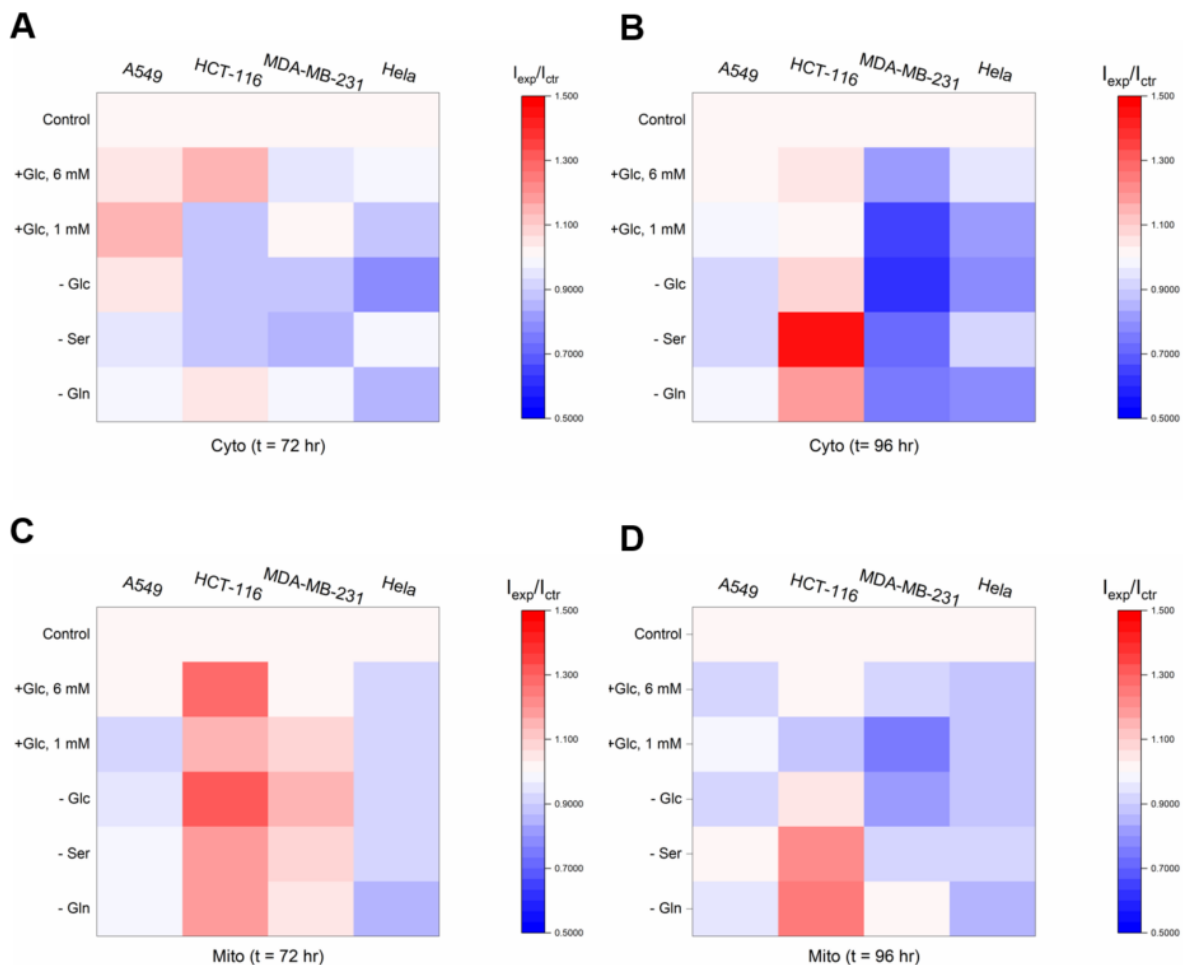 A
A549
HCT-116
MDA-MB-231
Hela
Iexp/Ictr
Control
+Glc, 6 mM
+Glc, 1 mM
- Glc
- Ser
- Gln
1.500
1.300
1.100
0.9000
0.7000
0.5000
Cyto (t = 72 hr)
B
A549
HCT-116
MDA-MB-231
Hela
Iexp/Ictr
Control
+Glc, 6 mM
+Glc, 1 mM
- Glc
- Ser
- Gln
1.500
1.300
1.100
0.9000
0.7000
0.5000
Cyto (t= 96 hr)
C
A549
HCT-116
MDA-MB-231
Hela
Iexp/Ictr
Control
+Glc, 6 mM
+Glc, 1 mM
- Glc
- Ser
- Gln
1.500
1.300
1.100
0.9000
0.7000
0.5000
Mito (t = 72 hr)
D
A549
HCT-116
MDA-MB-231
Hela
Iexp/Ictr
Control
+Glc, 6 mM
+Glc, 1 mM
- Glc
- Ser
- Gln
1.500
1.300
1.100
0.9000
0.7000
0.5000
Mito (t = 96 hr)